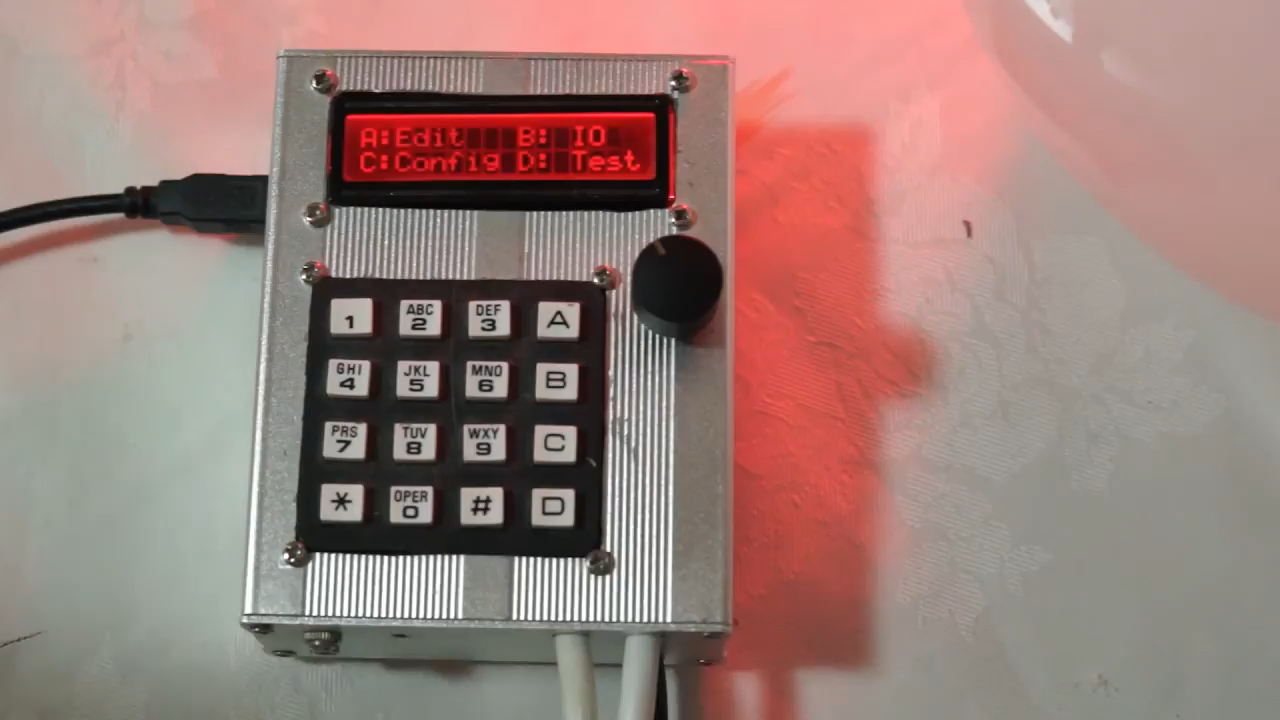 A:Edit B: IO
C:Config D: Test
1 ABC 2 DEF 3 A
GHI 4 JKL 5 MNO 6 B
PRS 7 TUV 8 WXY 9 C
* OPER 0 # D